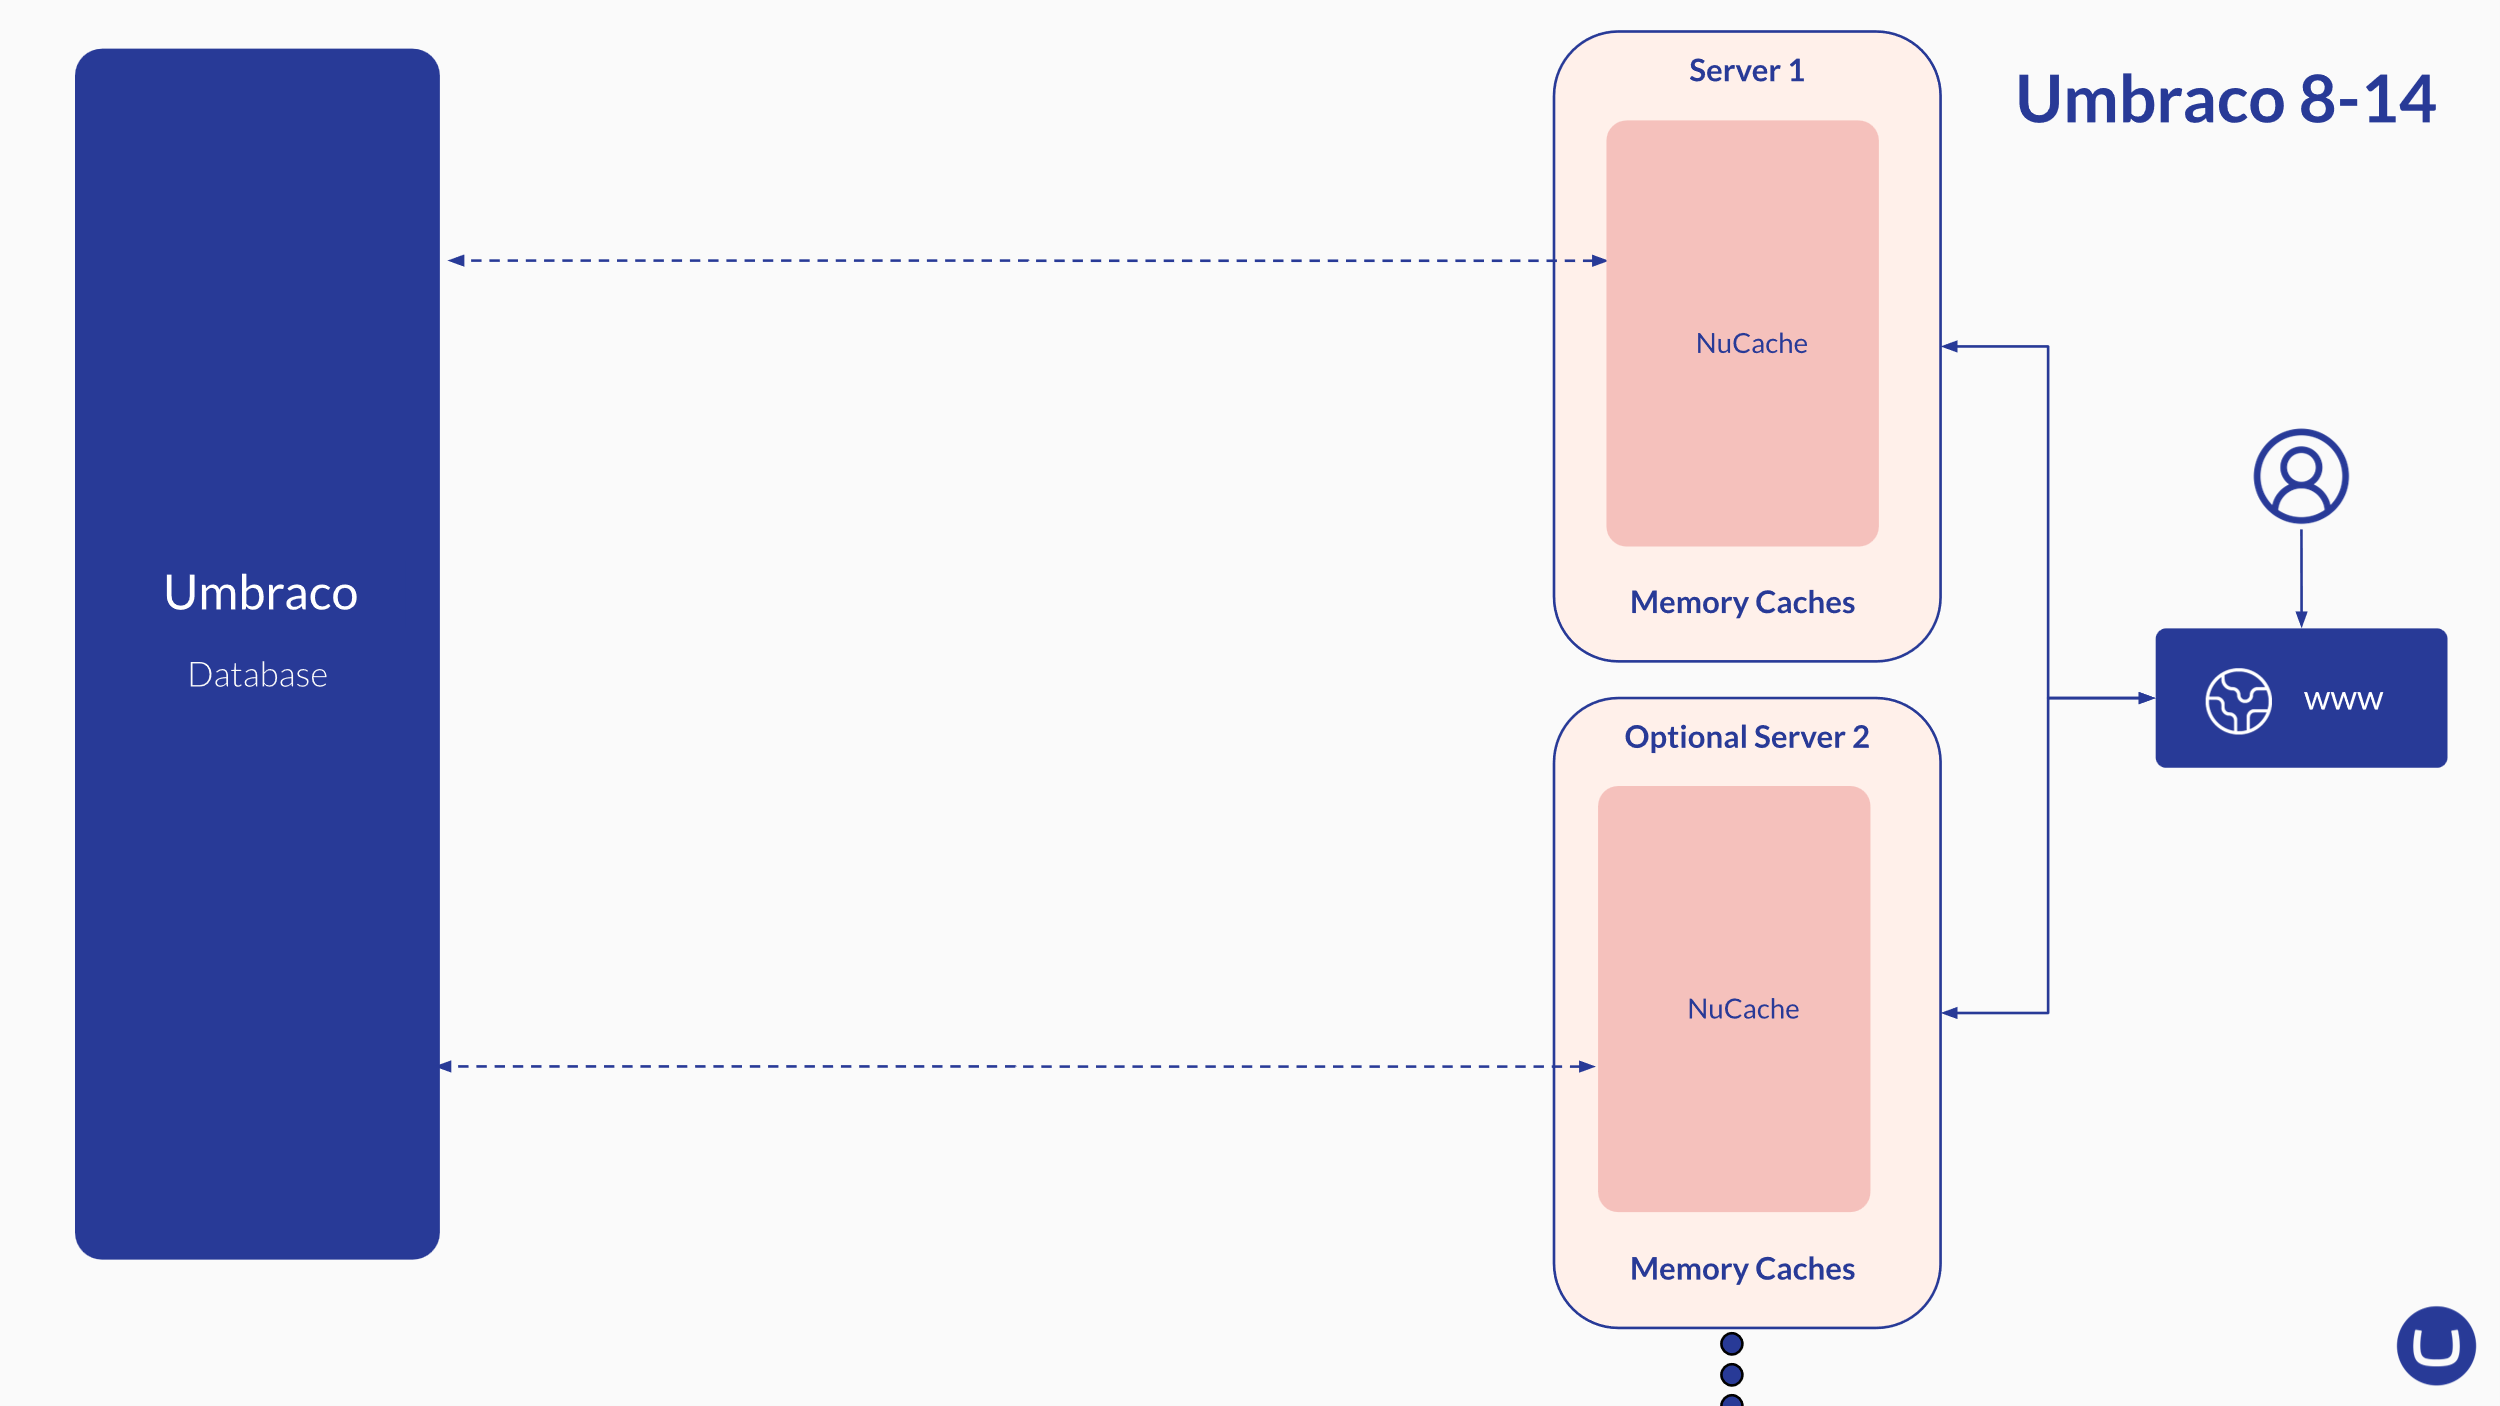 Umbraco 8-14
Umbraco
Database
Server 1
NuCache
Memory Caches
Optional Server 2
NuCache
Memory Caches
www